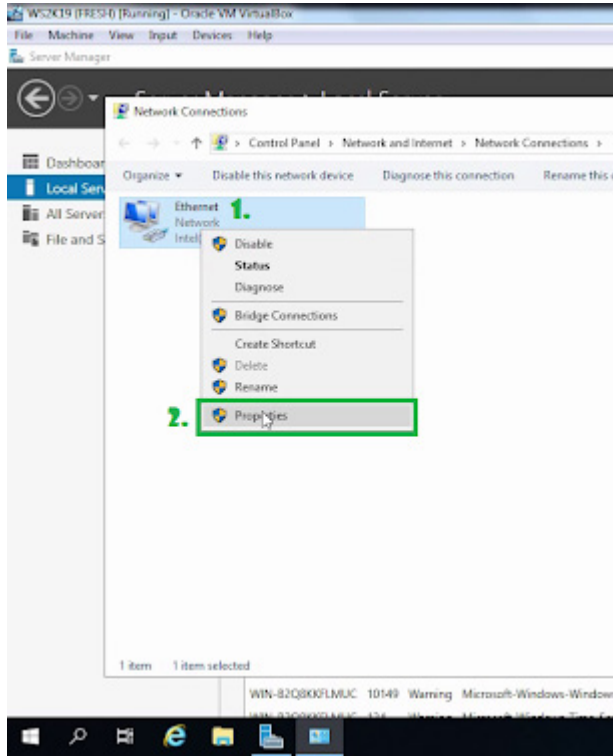 WS2K19 (FRESH) [Running] - Oracle VM VirtualBox
File Machine View Input Devices Help
Server Manager
Network Connections
Control Panel > Network and Internet > Network Connections >
Organize Disable this network device Diagnose this connection Rename this
Dashboar
Local Serv
All Server
File and S
Ethernet 1.
Network
Intel(
Disable
Status
Diagnose
Bridge Connections
Create Shortcut
Delete
Rename
2. Properties
1 item 1 item selected
WIN-82Q8KKFLMUC 10149 Warning Microsoft-Windows-Window